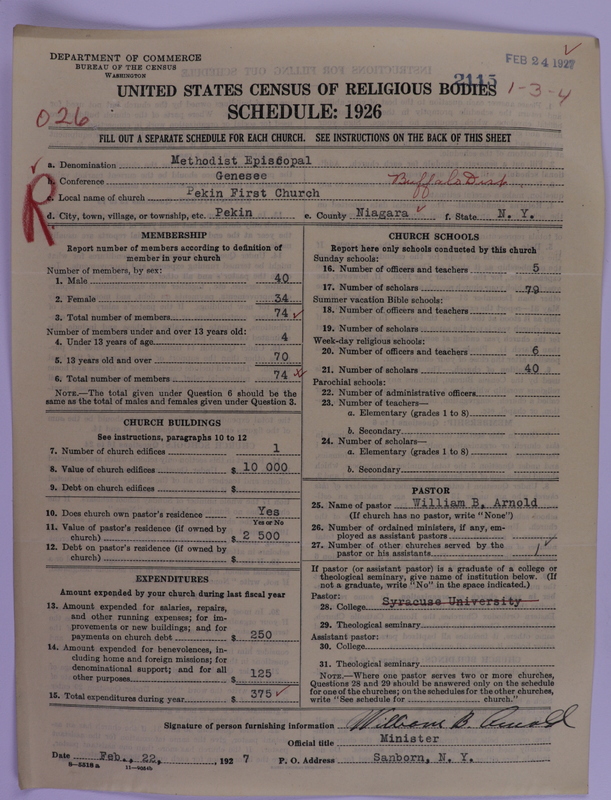 DEPARTMENT OF COMMERCE
BUREAU OF THE CENSUS
WASHINGTON
FEB 24 1927
2115
UNITED STATES CENSUS OF RELIGIOUS BODIES
1-3-4
SCHEDULE: 1926
026
FILL OUT A SEPARATE SCHEDULE FOR EACH CHURCH. SEE INSTRUCTIONS ON THE BACK OF THIS SHEET
R
a. Denomination Methodist Episcopal
b. Conference Genesee Buffalo Dist
c. Local name of church Pekin First Church
d. City, town, village, or township, etc. Pekin e. County Niagara f. State N. Y.
MEMBERSHIP
Report number of members according to definition of
member in your church
Number of members, by sex:
1. Male 40
2. Female 34
3. Total number of members 74
Number of members under and over 13 years old:
4. Under 13 years of age 4
5. 13 years old and over 70
6. Total number of members 74
NOTE.—The total given under Question 6 should be the
same as the total of males and females given under Question 3.
CHURCH BUILDINGS
See instructions, paragraphs 10 to 12
7. Number of church edifices 1
8. Value of church edifices $ 10 000
9. Debt on church edifices $
10. Does church own pastor's residence? Yes
Yes or No
11. Value of pastor's residence (if owned by
church) $ 2 500
12. Debt on pastor's residence (if owned by
church) $
EXPENDITURES
Amount expended by your church during last fiscal year
13. Amount expended for salaries, repairs,
and other running expenses; for im-
provements or new buildings; and for
payments on church debt $ 250
14. Amount expended for benevolences, in-
cluding home and foreign missions; for
denominational support; and for all
other purposes $ 125
15. Total expenditures during year $ 375
CHURCH SCHOOLS
Report here only schools conducted by this church
Sunday schools:
16. Number of officers and teachers 5
17. Number of scholars 79
Summer vacation Bible schools:
18. Number of officers and teachers
19. Number of scholars
Week-day religious schools:
20. Number of officers and teachers 6
21. Number of scholars 40
Parochial schools:
22. Number of administrative officers
23. Number of teachers—
a. Elementary (grades 1 to 8)
b. Secondary
24. Number of scholars—
a. Elementary (grades 1 to 8)
b. Secondary
PASTOR
25. Name of pastor William B. Arnold
(If church has no pastor, write "None")
26. Number of ordained ministers, if any, em-
ployed as assistant pastors
27. Number of other churches served by the
pastor or his assistants 1
If pastor (or assistant pastor) is a graduate of a college or
theological seminary, give name of institution below. (If
not a graduate, write "No" in the space indicated.)
Pastor:
28. College Syracuse University
29. Theological seminary
Assistant pastor:
30. College
31. Theological seminary
NOTE.—Where one pastor serves two or more churches,
Questions 28 and 29 should be answered only on the schedule
for one of the churches; on the schedules for the other churches,
write "See schedule for church."
Signature of person furnishing information William B. Arnold
Official title Minister
Date Feb., 22, 1927 P. O. Address Sanborn, N. Y.